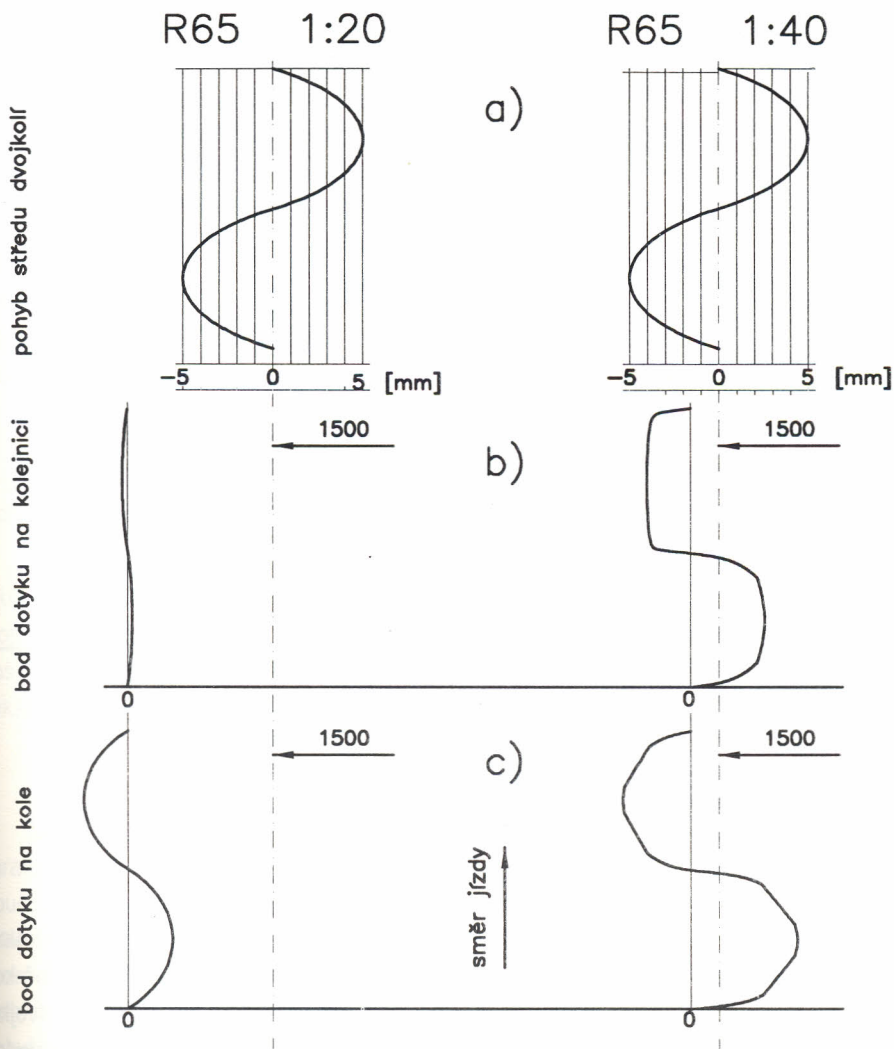 R65 1:20
R65 1:40
pohyb středu dvojkolí
a)
-5 0 5 [mm]
-5 0 5 [mm]
bod dotyku na kolejnici
1500
b)
1500
0
0
bod dotyku na kole
1500
c)
1500
směr jízdy
0
0